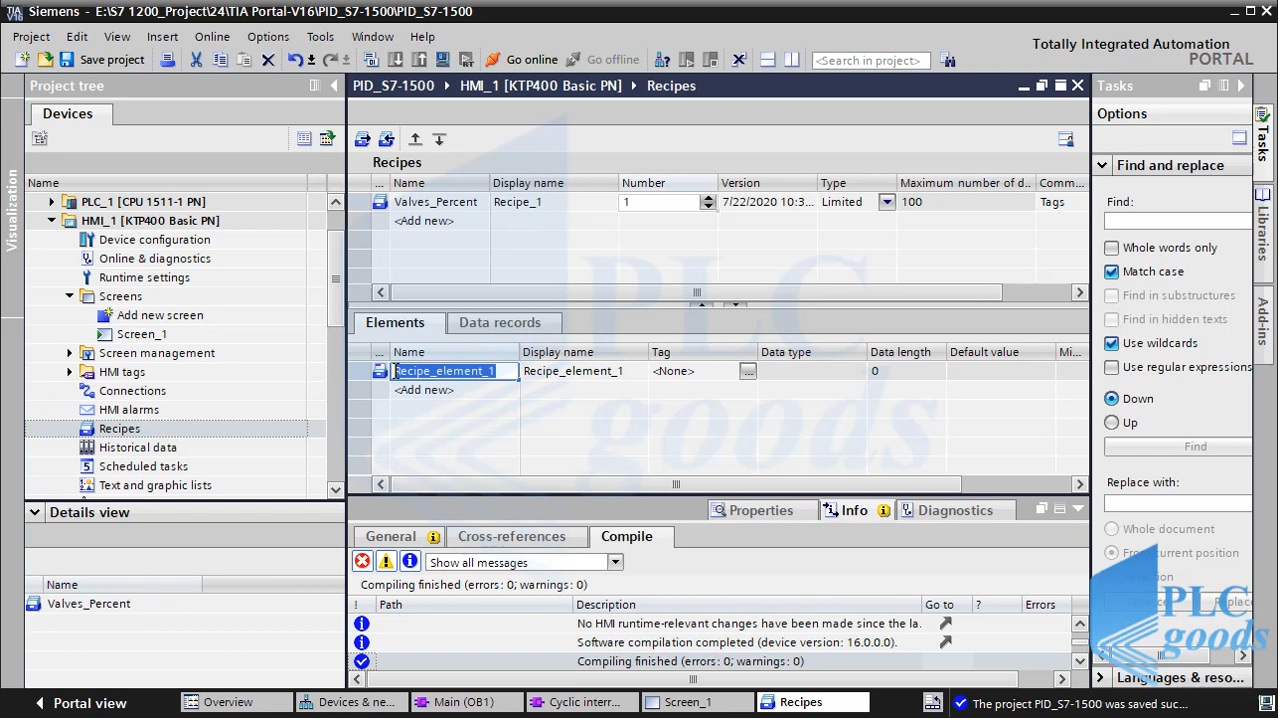 Siemens - E:\S7 1200_Project\24\TIA Portal-V16\PID_S7-1500\PID_S7-1500
Project Edit View Insert Online Options Tools Window Help
Totally Integrated Automation
PORTAL
Save project
Go online
Go offline
<Search in project>
Project tree
PID_S7-1500 HMI_1 [KTP400 Basic PN] Recipes
Tasks
Devices
Options
Visualization
Name
PLC_1 [CPU 1511-1 PN]
HMI_1 [KTP400 Basic PN]
Device configuration
Online & diagnostics
Runtime settings
Screens
Add new screen
Screen_1
Screen management
HMI tags
Connections
HMI alarms
Recipes
Historical data
Scheduled tasks
Text and graphic lists
Details view
Name
Valves_Percent
Recipes
... Name Display name Number Version Type Maximum number of d... Comm...
Valves_Percent Recipe_1 1 7/22/2020 10:3... Limited 100 Tags
<Add new>
Elements Data records
... Name Display name Tag Data type Data length Default value Mi...
Recipe_element_1 Recipe_element_1 <None> ... 0
<Add new>
Properties Info Diagnostics
General Cross-references Compile
Show all messages
Compiling finished (errors: 0; warnings: 0)
! Path Description Go to ? Errors
No HMI runtime-relevant changes have been made since the la.
Software compilation completed (device version: 16.0.0.0).
Compiling finished (errors: 0; warnings: 0)
Find and replace
Find:
Whole words only
Match case
Find in substructures
Find in hidden texts
Use wildcards
Use regular expressions
Down
Up
Find
Replace with:
Whole document
From current position
Selection
Replace
Languages & reso...
Tasks
Libraries
Add-ins
PLC
goods
PLC
goods
Portal view
Overview
Devices & ne...
Main (OB1)
Cyclic interr...
Screen_1
Recipes
The project PID_S7-1500 was saved suc...